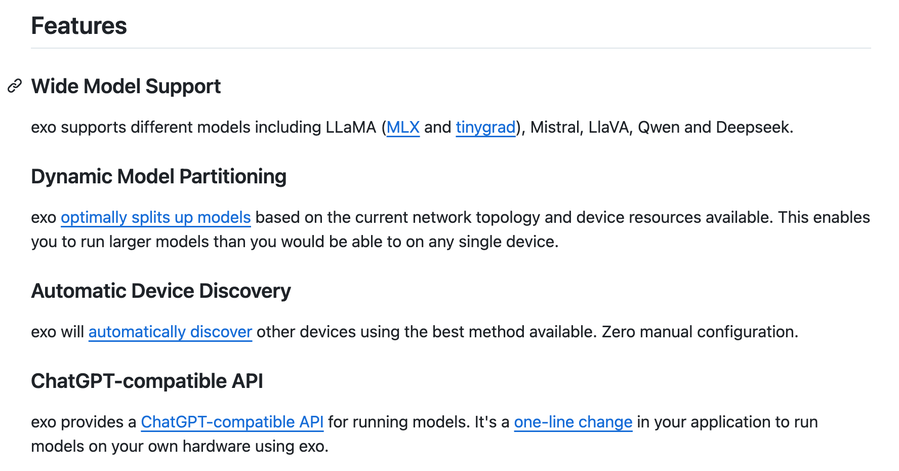 Features
Wide Model Support
exo supports different models including LLaMA (MLX and tinygrad), Mistral, LlaVA, Qwen and Deepseek.
Dynamic Model Partitioning
exo optimally splits up models based on the current network topology and device resources available. This enables
you to run larger models than you would be able to on any single device.
Automatic Device Discovery
exo will automatically discover other devices using the best method available. Zero manual configuration.
ChatGPT-compatible API
exo provides a ChatGPT-compatible API for running models. It's a one-line change in your application to run
models on your own hardware using exo.